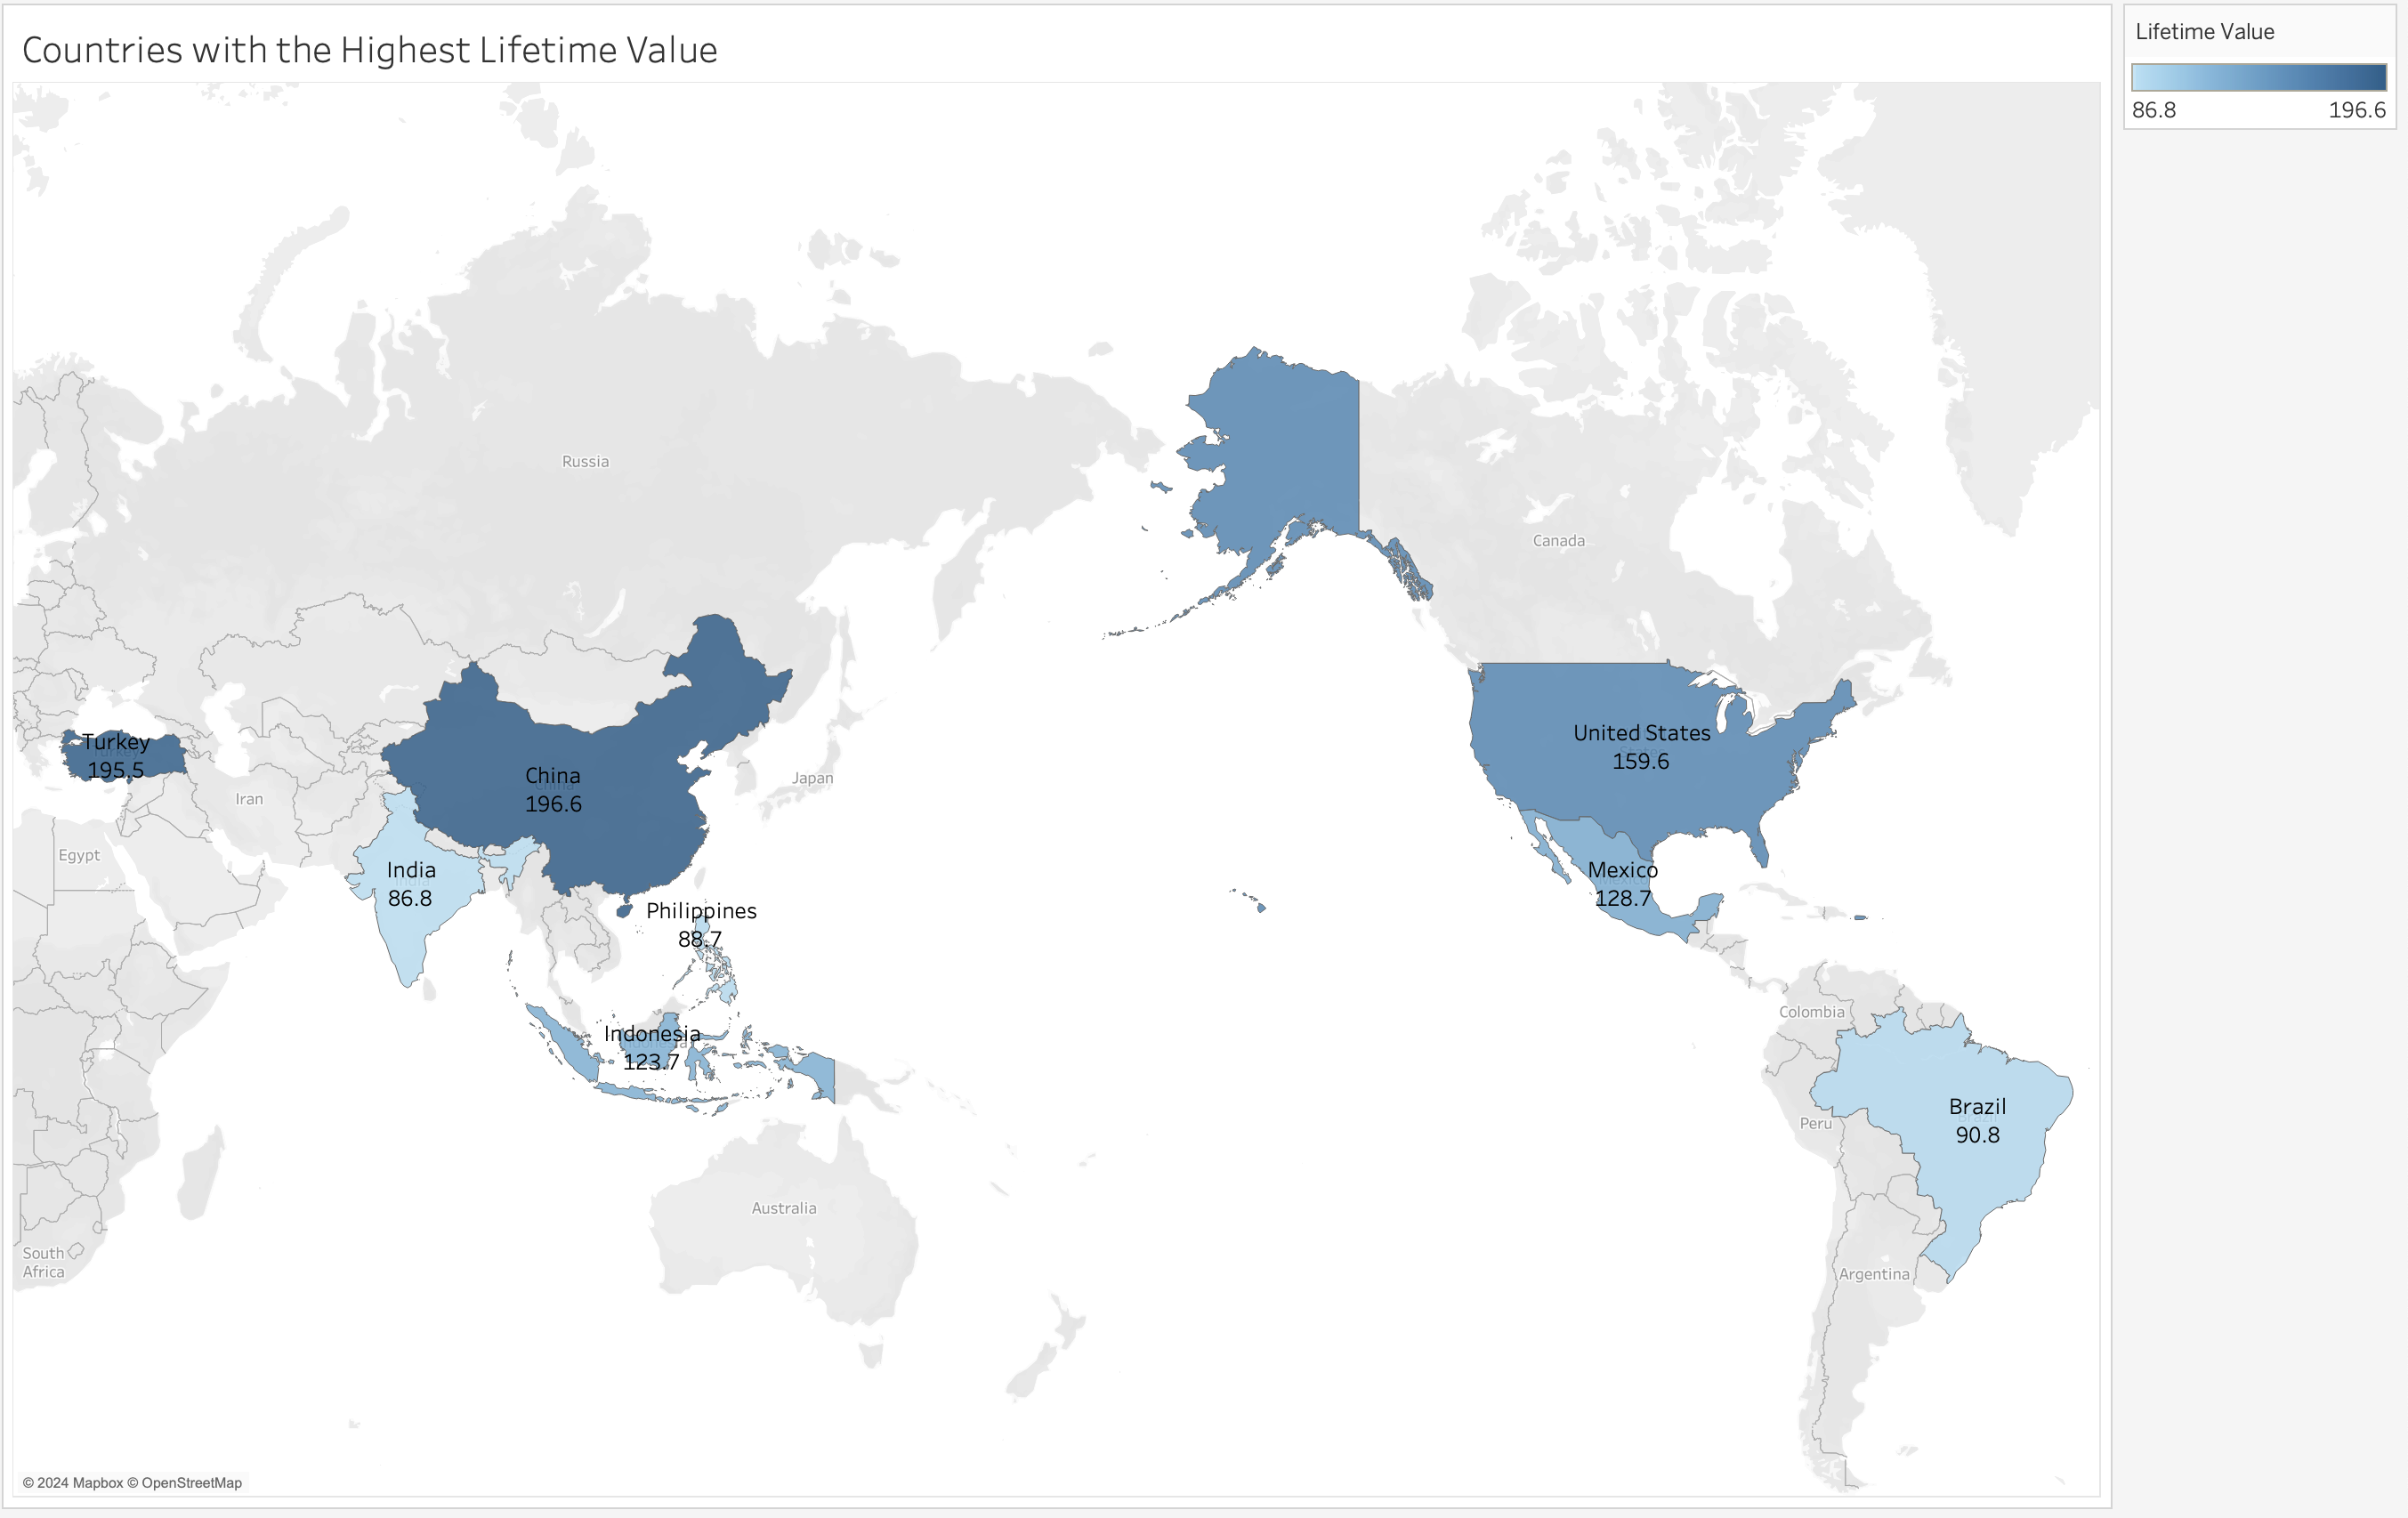 Countries with the Highest Lifetime Value
Lifetime Value
86.8 196.6
Russia
Canada
United States
159.6
Turkey
195.5
China
196.6
Japan
Iran
Egypt
India
86.8
Mexico
128.7
Philippines
88.7
Colombia
Indonesia
123.7
Brazil
90.8
Peru
Australia
South
Africa
Argentina
© 2024 Mapbox © OpenStreetMap